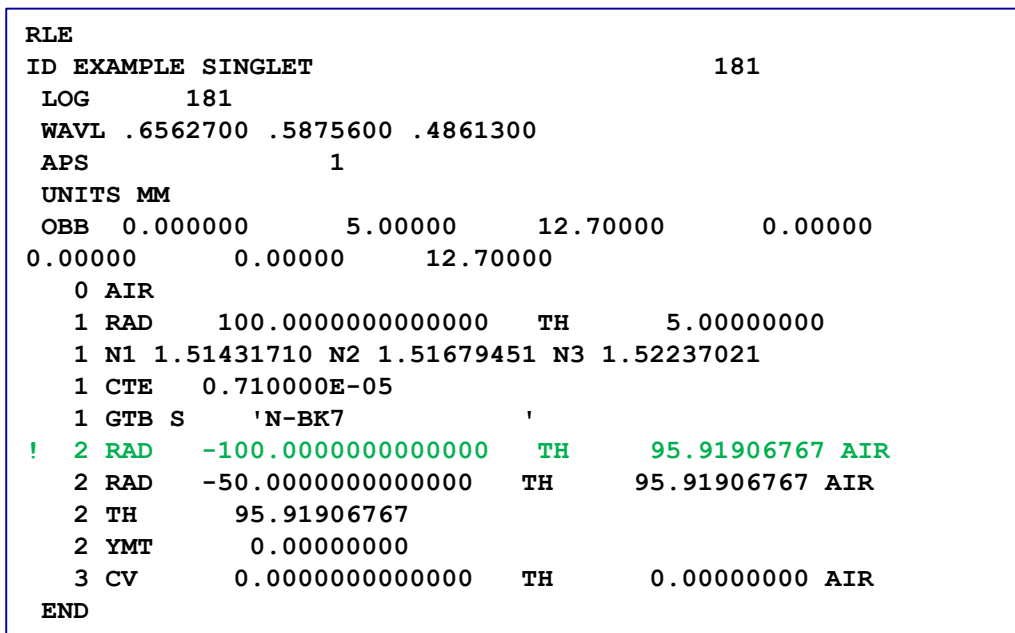 RLE
ID EXAMPLE SINGLET                             181
 LOG      181
 WAVL .6562700 .5875600 .4861300
 APS               1
 UNITS MM
 OBB  0.000000      5.00000     12.70000      0.00000
0.00000      0.00000     12.70000
   0 AIR
   1 RAD    100.0000000000000   TH      5.00000000
   1 N1 1.51431710 N2 1.51679451 N3 1.52237021
   1 CTE   0.710000E-05
   1 GTB S    'N-BK7           '
!  2 RAD   -100.0000000000000   TH     95.91906767 AIR
   2 RAD   -50.0000000000000   TH     95.91906767 AIR
   2 TH      95.91906767
   2 YMT      0.00000000
   3 CV      0.0000000000000   TH      0.00000000 AIR
 END